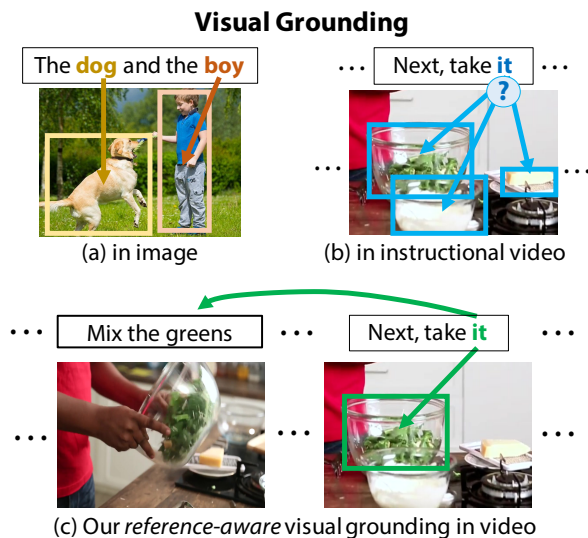 Visual Grounding
The dog and the boy
... Next, take it ...
?
...
...
(a) in image
(b) in instructional video
... Mix the greens ... Next, take it ...
... ... ...
(c) Our reference-aware visual grounding in video